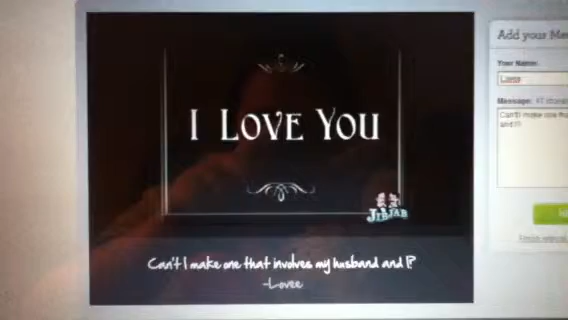 I LOVE YOU
JIBJAB
Can't I make one that involves my husband and I?
-Lovee
Add your Me
Your Name:
Message: